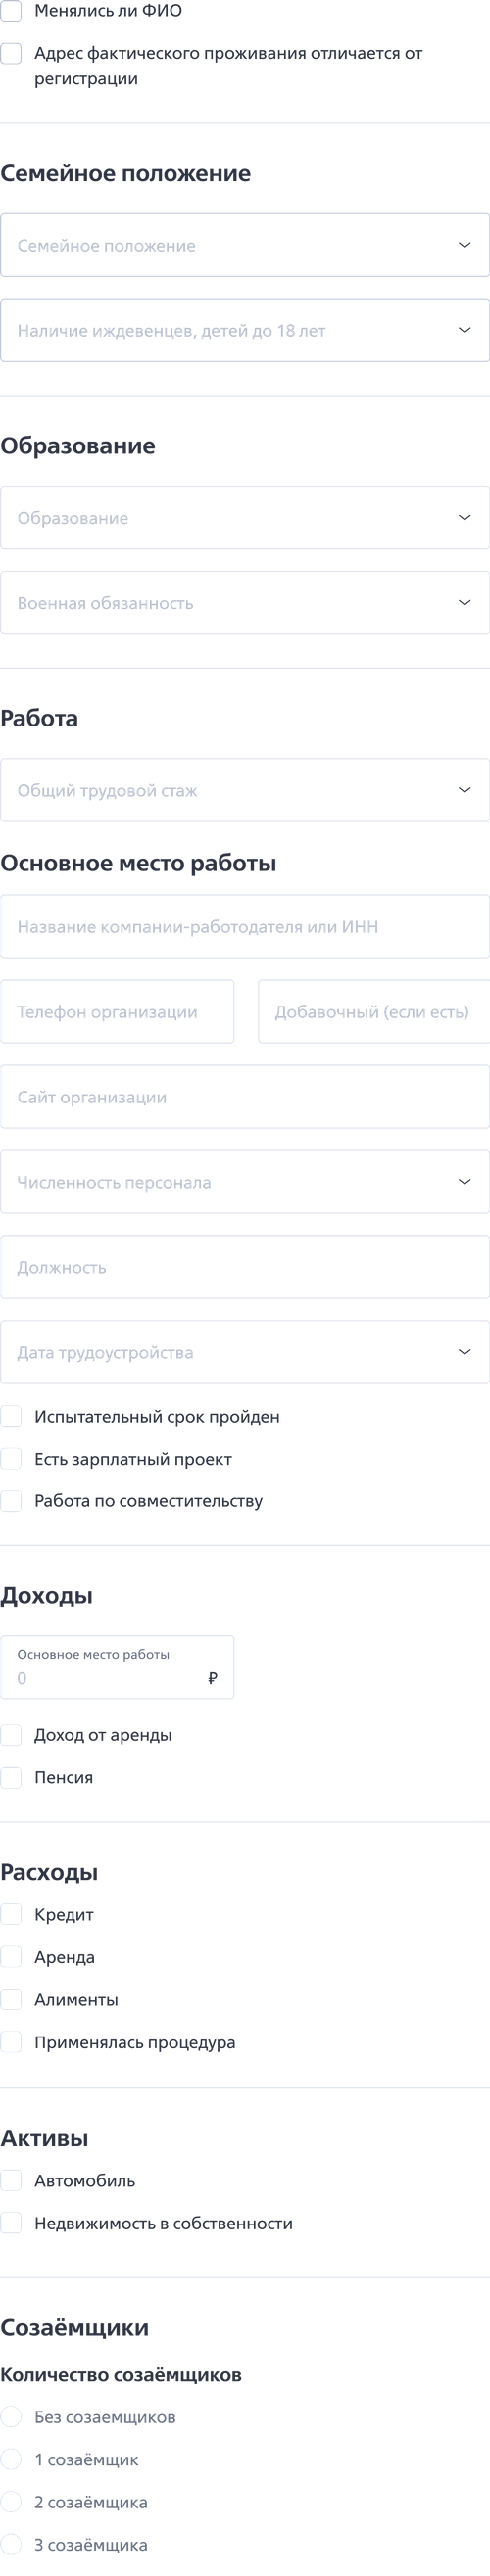 Менялись ли ФИО
Адрес фактического проживания отличается от
регистрации
Семейное положение
Семейное положение
Наличие иждевенцев, детей до 18 лет
Образование
Образование
Военная обязанность
Работа
Общий трудовой стаж
Основное место работы
Название компании-работодателя или ИНН
Телефон организации Добавочный (если есть)
Сайт организации
Численность персонала
Должность
Дата трудоустройства
Испытательный срок пройден
Есть зарплатный проект
Работа по совместительству
Доходы
Основное место работы
0 ₽
Доход от аренды
Пенсия
Расходы
Кредит
Аренда
Алименты
Применялась процедура
Активы
Автомобиль
Недвижимость в собственности
Созаёмщики
Количество созаёмщиков
Без созаемщиков
1 созаёмщик
2 созаёмщика
3 созаёмщика